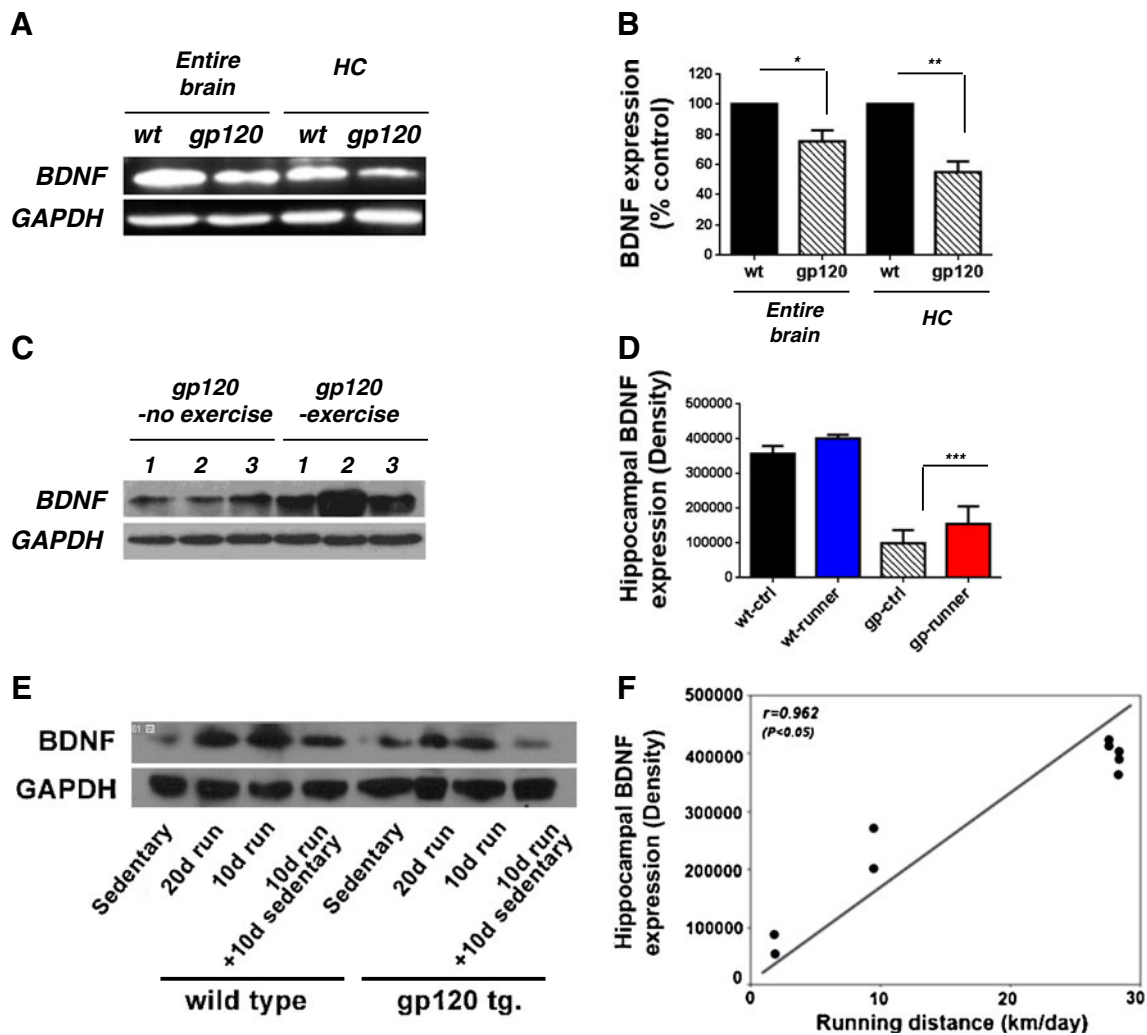 A
Entire
brain
HC
wt gp120 wt gp120
BDNF
GAPDH
B
BDNF expression
(% control)
120
100
80
60
40
20
0
*
**
wt gp120 wt gp120
Entire
brain
HC
C
gp120
-no exercise
gp120
-exercise
1 2 3 1 2 3
BDNF
GAPDH
D
Hippocampal BDNF
expression (Density)
500000
400000
300000
200000
100000
0
***
wt-ctrl
wt-runner
gp-ctrl
gp-runner
E
01
BDNF
GAPDH
Sedentary
20d run
10d run
10d run
+10d sedentary
Sedentary
20d run
10d run
10d run
+10d sedentary
wild type
gp120 tg.
F
Hippocampal BDNF
expression (Density)
500000
400000
300000
200000
100000
0
r=0.962
(P<0.05)
0 10 20 30
Running distance (km/day)